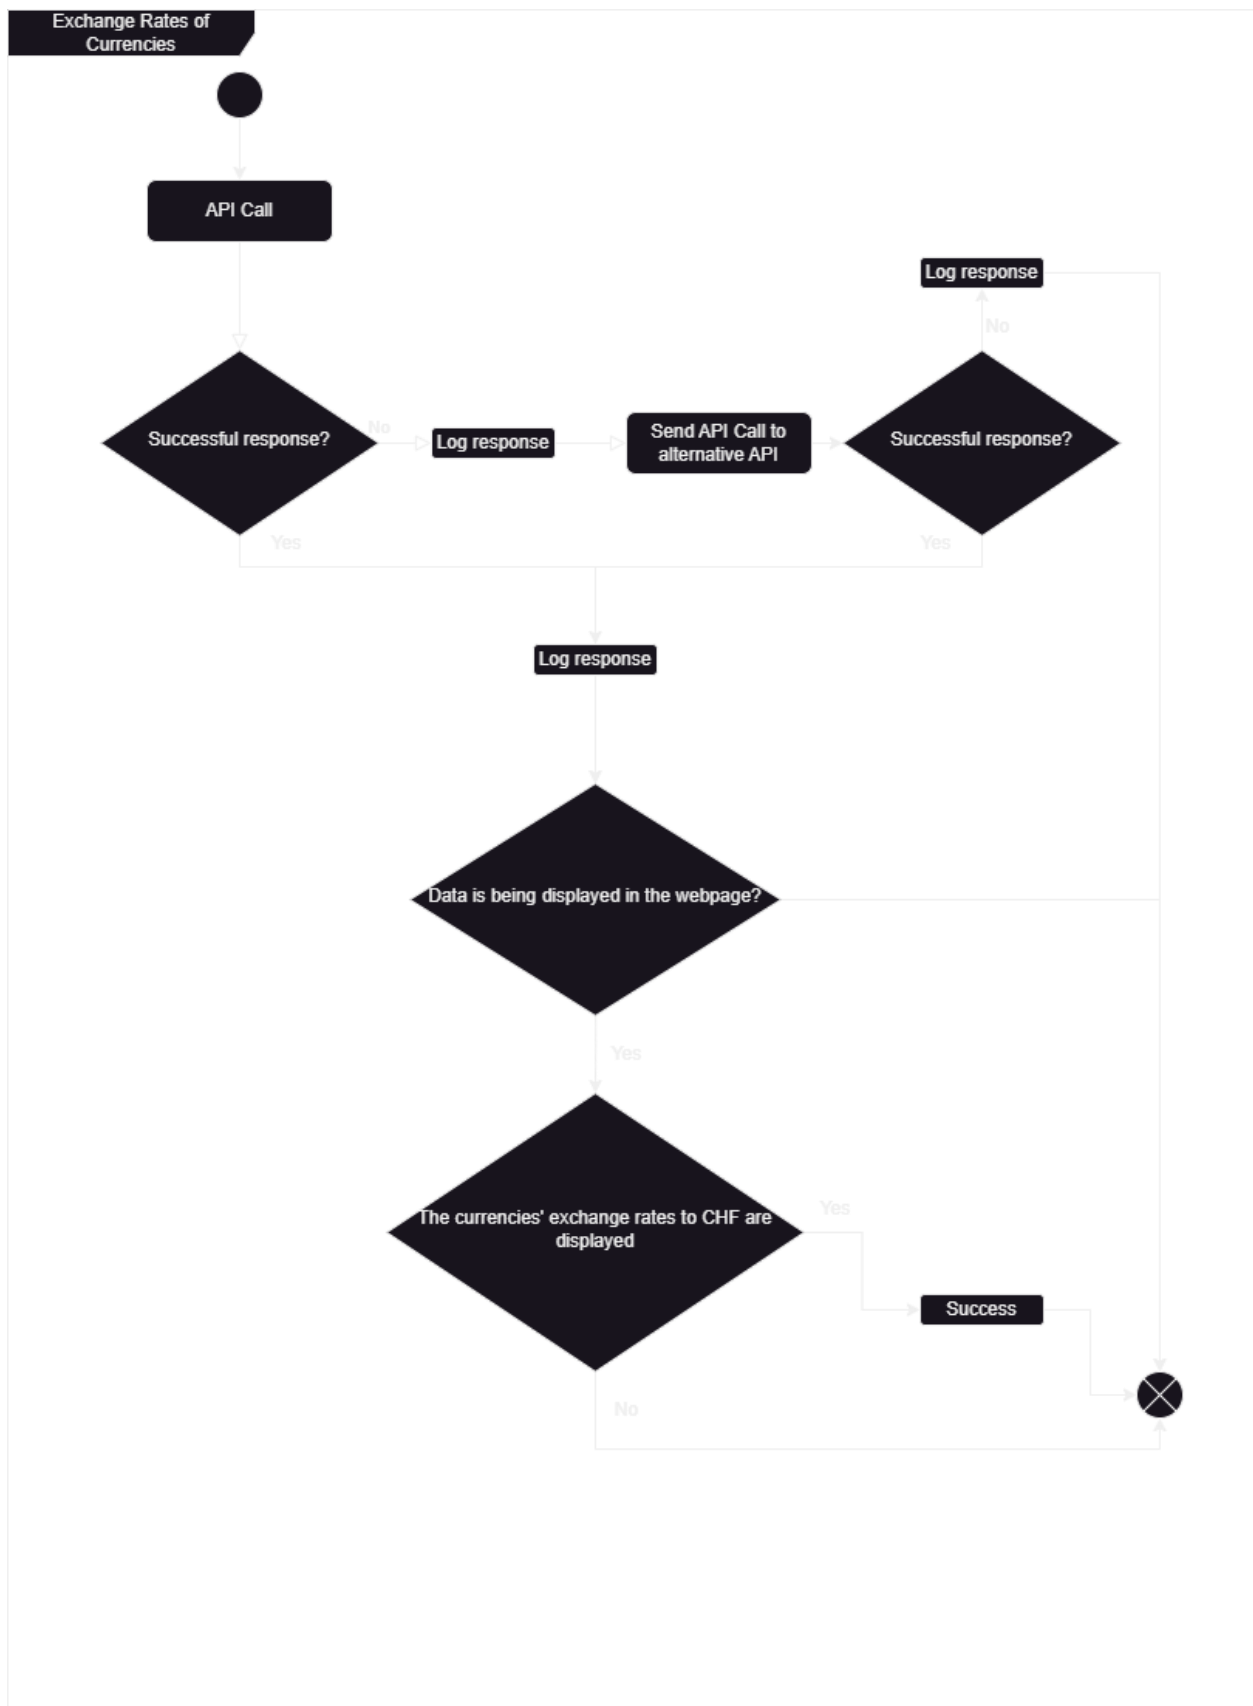 Exchange Rates of
Currencies
API Call
Log response
No
Successful response?
No
Log response
Send API Call to
alternative API
Successful response?
Yes
Yes
Log response
Data is being displayed in the webpage?
Yes
The currencies' exchange rates to CHF are
displayed
Yes
Success
No